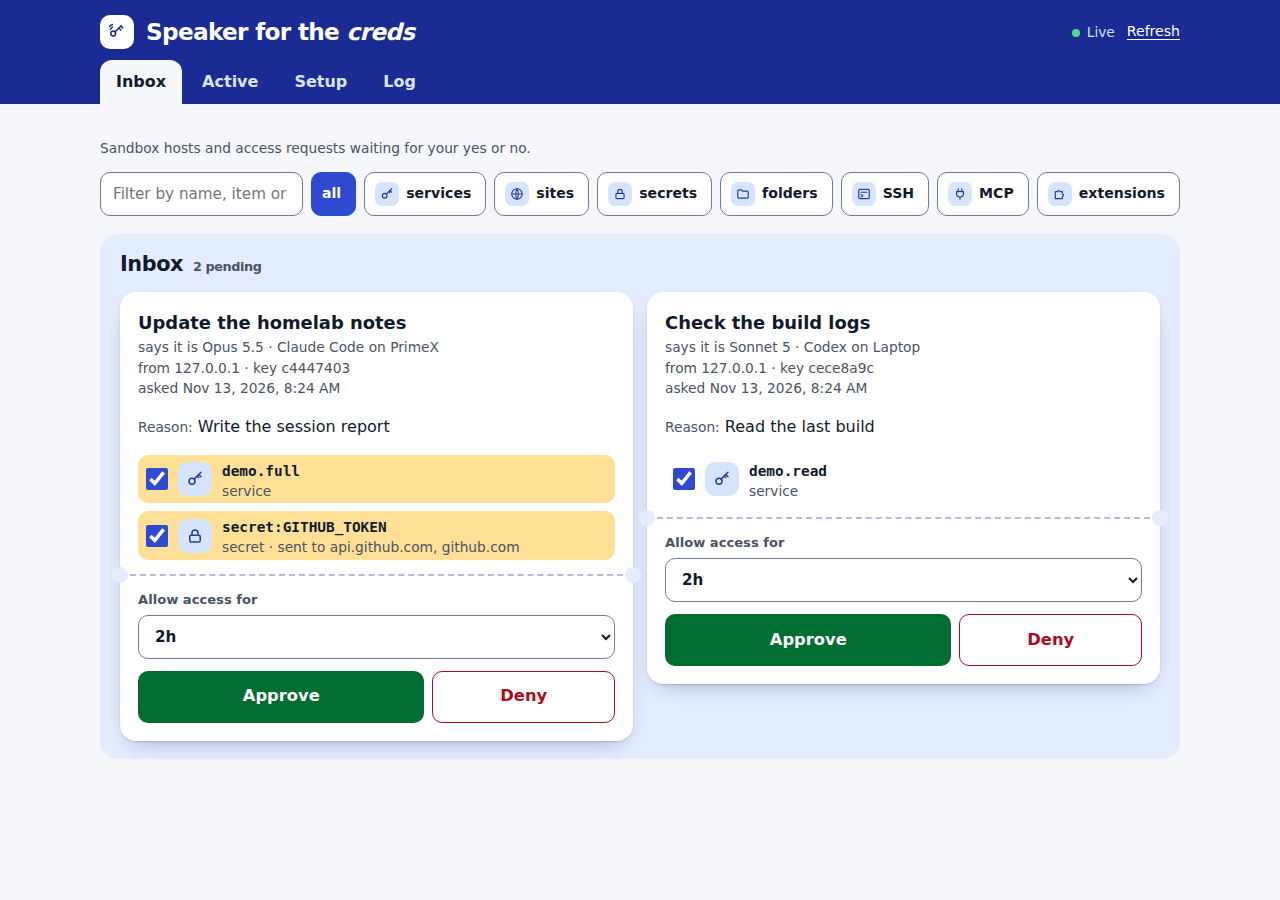 Speaker for the creds
Live Refresh
Inbox Active Setup Log
Sandbox hosts and access requests waiting for your yes or no.
Filter by name, item or all services sites secrets folders SSH MCP extensions
Inbox 2 pending
Update the homelab notes
says it is Opus 5.5 · Claude Code on PrimeX
from 127.0.0.1 · key c4447403
asked Nov 13, 2026, 8:24 AM
Reason: Write the session report
demo.full
service
secret:GITHUB_TOKEN
secret · sent to api.github.com, github.com
Allow access for
2h
Approve Deny
Check the build logs
says it is Sonnet 5 · Codex on Laptop
from 127.0.0.1 · key cece8a9c
asked Nov 13, 2026, 8:24 AM
Reason: Read the last build
demo.read
service
Allow access for
2h
Approve Deny